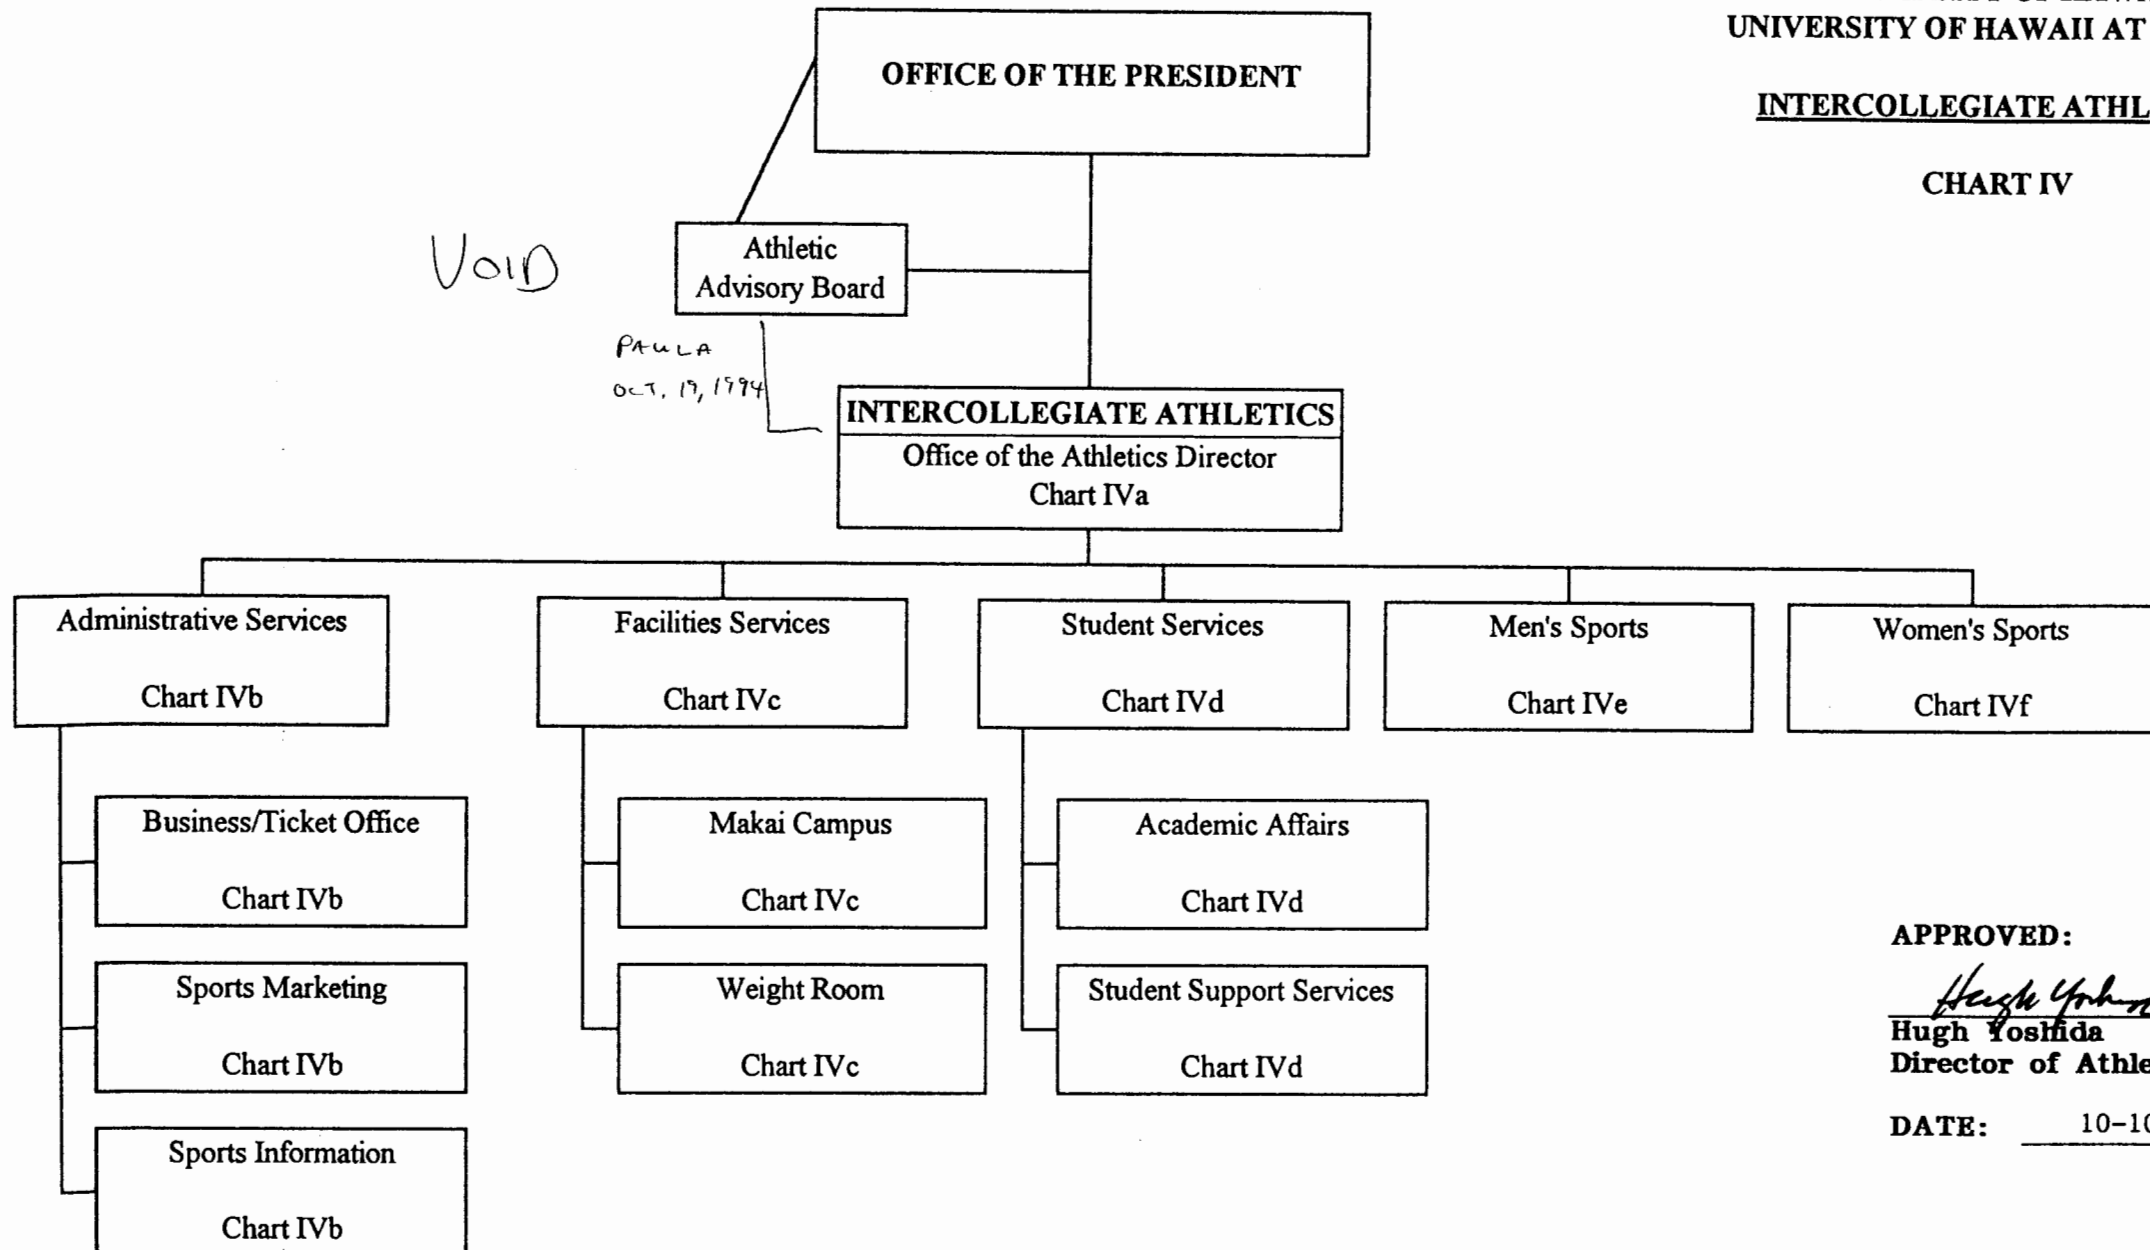 UNIVERSITY OF HAWAII AT
INTERCOLLEGIATE ATHL
CHART IV
OFFICE OF THE PRESIDENT
Athletic
Advisory Board
VOID
PAULA
OCT. 19, 1994
INTERCOLLEGIATE ATHLETICS
Office of the Athletics Director
Chart IVa
Administrative Services
Chart IVb
Facilities Services
Chart IVc
Student Services
Chart IVd
Men's Sports
Chart IVe
Women's Sports
Chart IVf
Business/Ticket Office
Chart IVb
Sports Marketing
Chart IVb
Sports Information
Chart IVb
Makai Campus
Chart IVc
Weight Room
Chart IVc
Academic Affairs
Chart IVd
Student Support Services
Chart IVd
APPROVED:
Hugh Yoshida
Director of Athle
DATE: 10-10